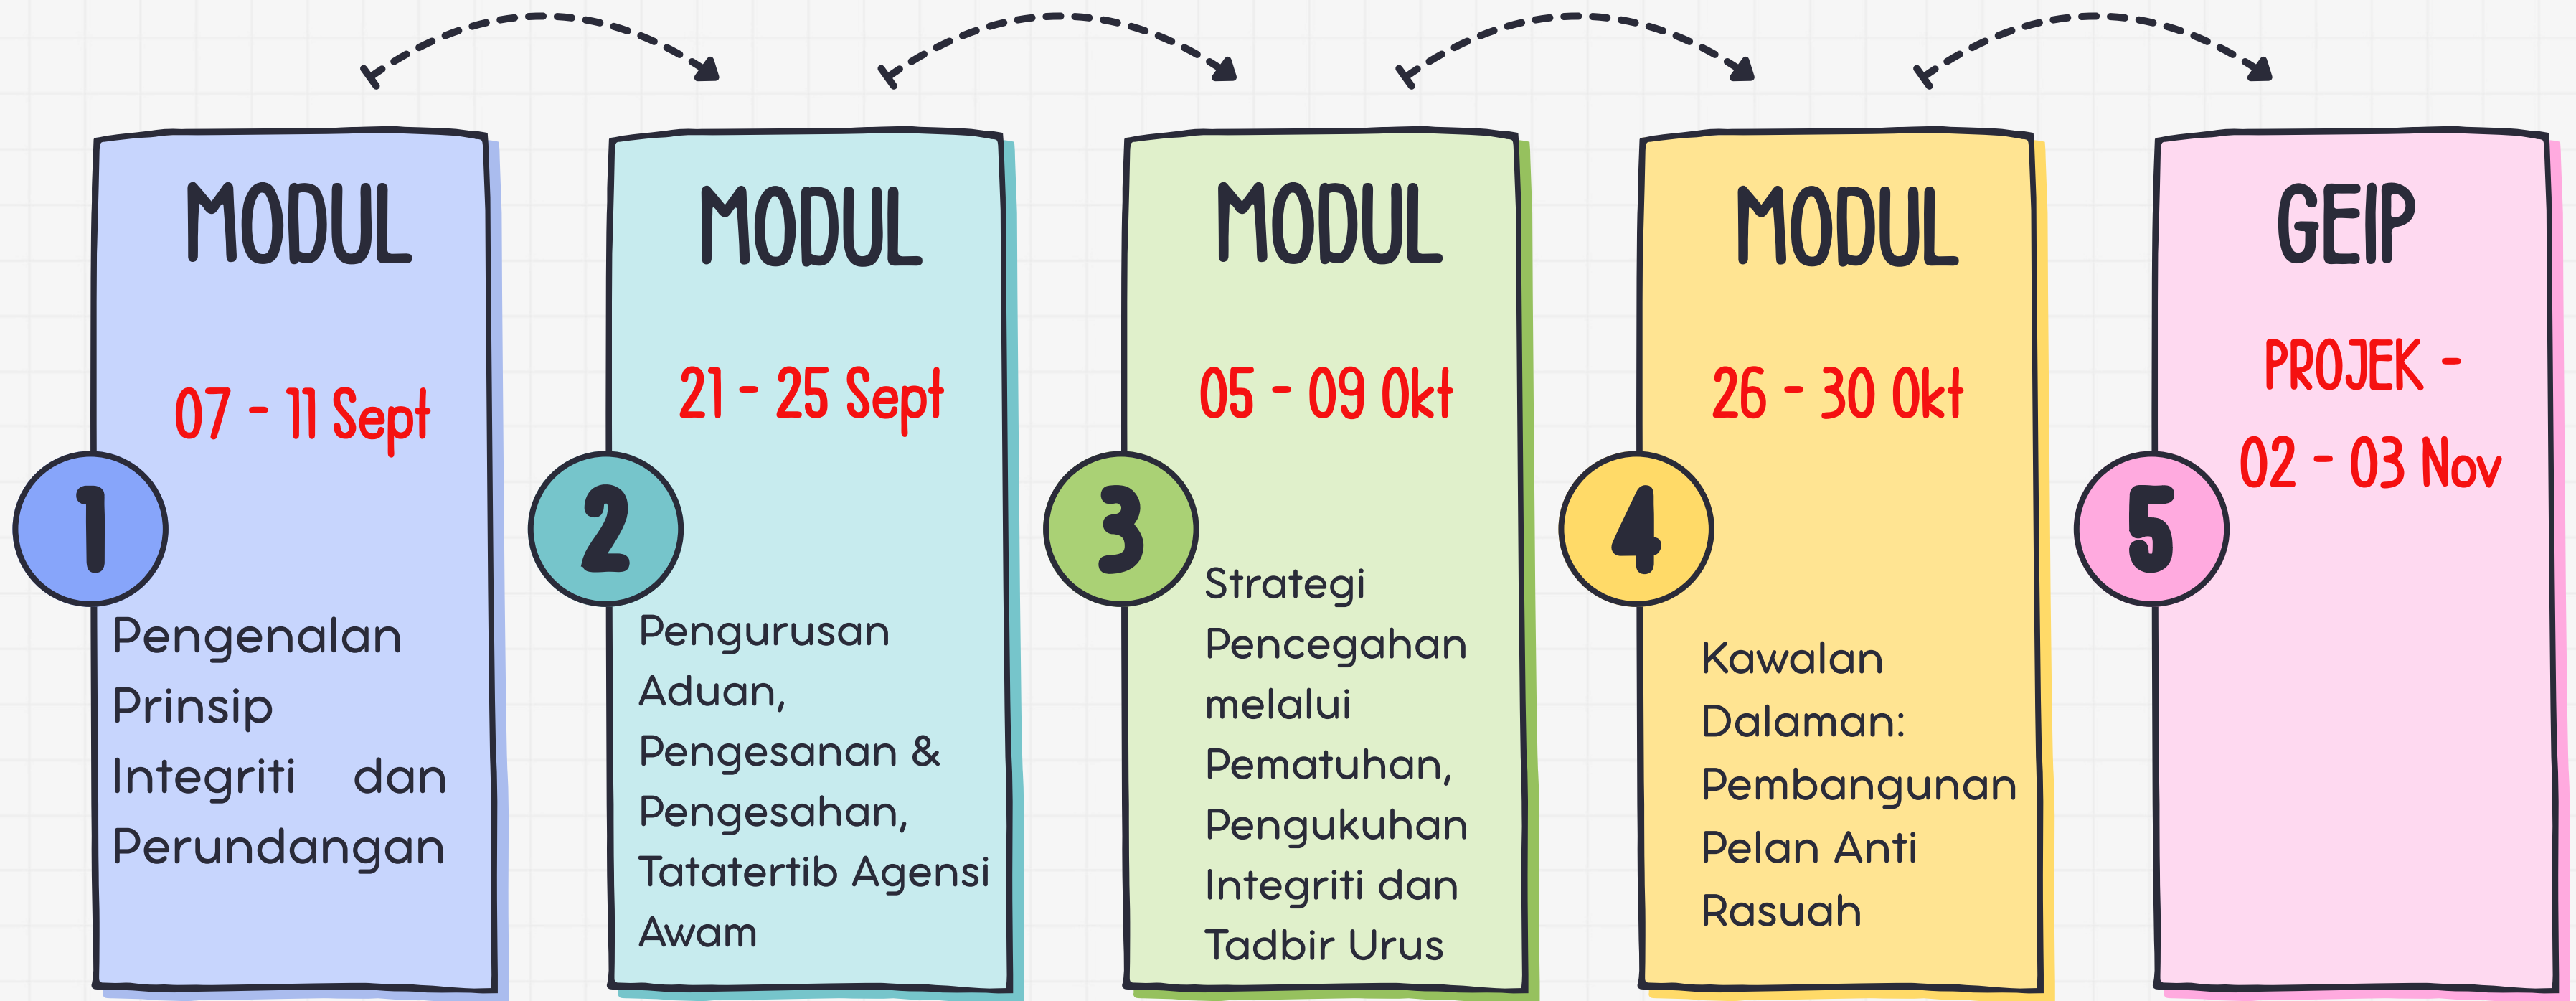 MODUL
07 - 11 Sept
1
Pengenalan
Prinsip
Integriti dan
Perundangan
MODUL
21 - 25 Sept
2
Pengurusan
Aduan,
Pengesanan &
Pengesahan,
Tatatertib Agensi
Awam
MODUL
05 - 09 Okt
3
Strategi
Pencegahan
melalui
Pematuhan,
Pengukuhan
Integriti dan
Tadbir Urus
MODUL
26 - 30 Okt
4
Kawalan
Dalaman:
Pembangunan
Pelan Anti
Rasuah
GEIP
PROJEK -
02 - 03 Nov
5